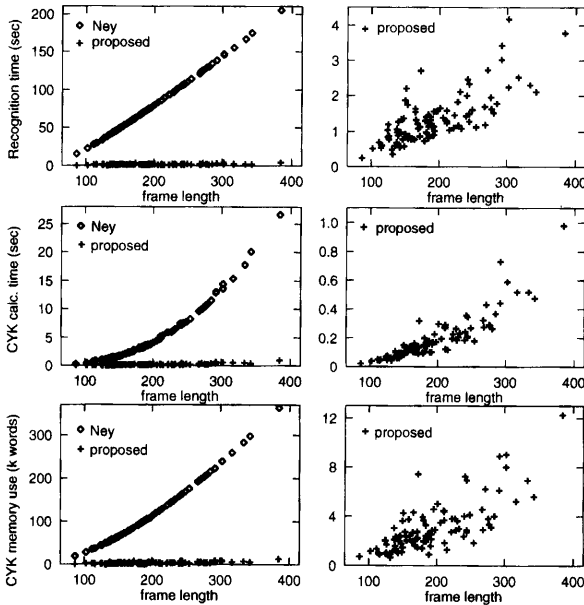 Recognition time (sec)
200
150
100
50
0
◇ Ney
+ proposed
100 200 300 400
frame length
4
3
2
1
0
+ proposed
100 200 300 400
frame length
CYK calc. time (sec)
25
20
15
10
5
0
◇ Ney
+ proposed
100 200 300 400
frame length
1.0
0.8
0.6
0.4
0.2
0
+ proposed
100 200 300 400
frame length
CYK memory use (k words)
300
200
100
0
◇ Ney
+ proposed
100 200 300 400
frame length
12
8
4
0
+ proposed
100 200 300 400
frame length